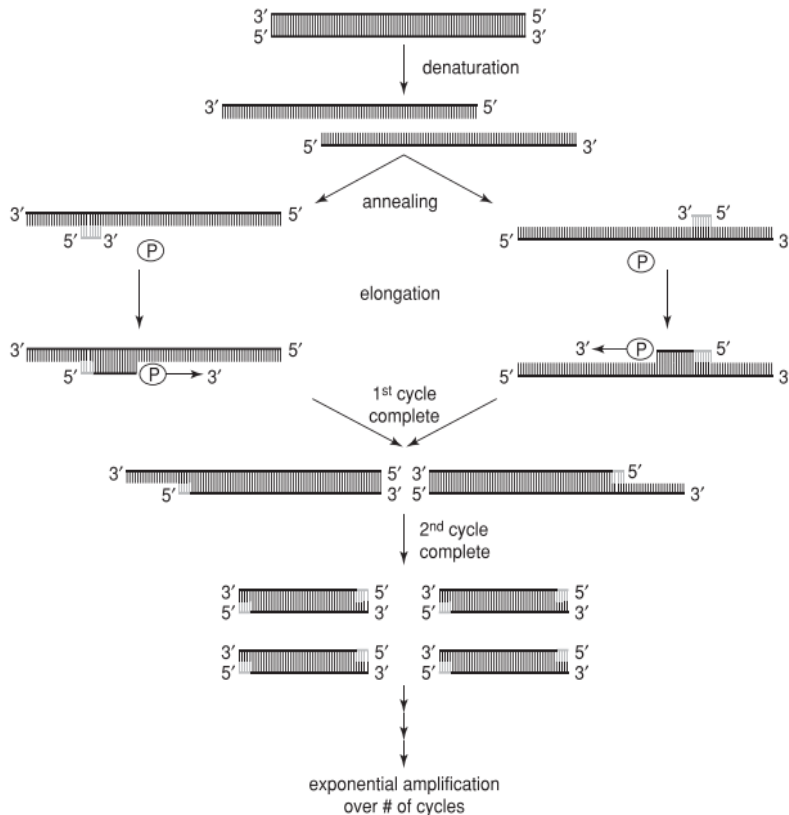 3′ 5′
5′ 3′
denaturation
3′ 5′
5′ 3′
annealing
3′ 5′
5′ 3′
P
3′ 5′
5′ 3
P
elongation
3′ 5′
5′ P 3′
3′ P 5′
5′ 3
1st cycle
complete
3′ 5′ 3′ 5′
5′ 3′ 5′ 3′
2nd cycle
complete
3′ 5′ 3′ 5′
5′ 3′ 5′ 3′
3′ 5′ 3′ 5′
5′ 3′ 5′ 3′
exponential amplification
over # of cycles